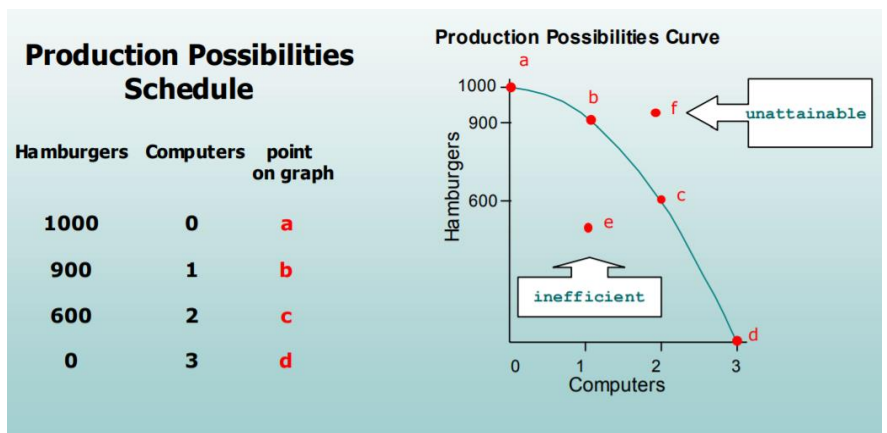 Production Possibilities
Schedule
Hamburgers Computers point
on graph
1000 0 a
900 1 b
600 2 c
0 3 d
Production Possibilities Curve
a
1000
b
f
unattainable
900
Hamburgers
600
c
e
inefficient
d
0 1 2 3
Computers